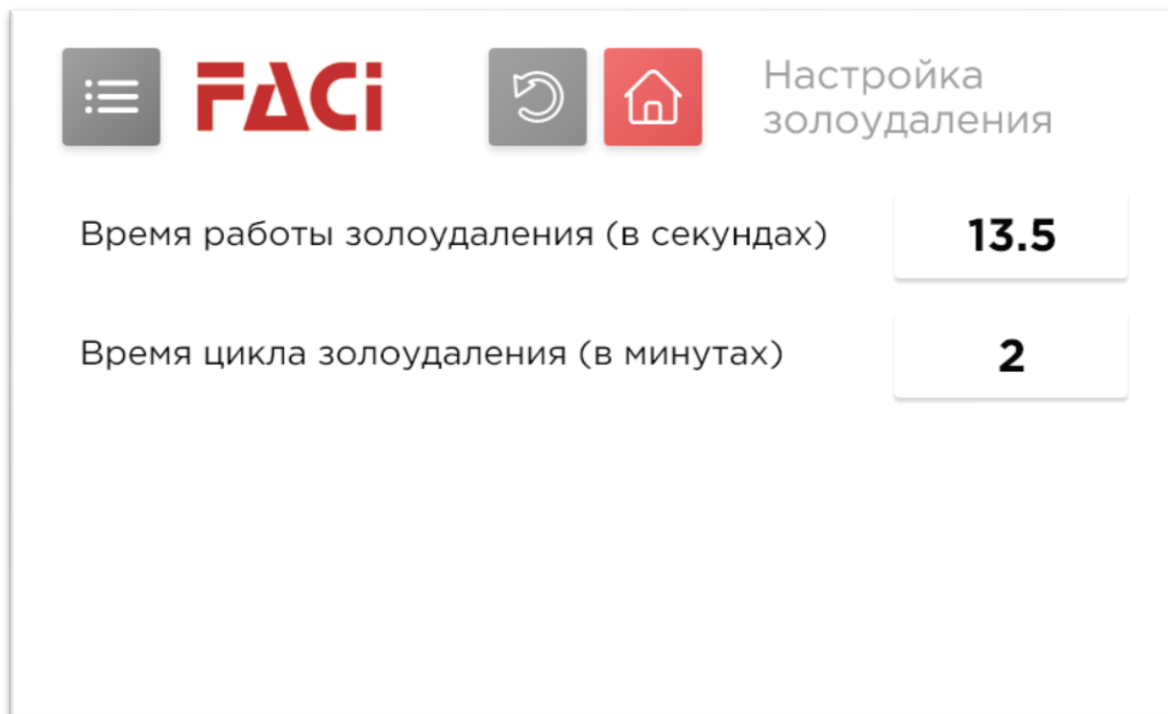 FACi
Настройка
золоудаления
Время работы золоудаления (в секундах)
13.5
Время цикла золоудаления (в минутах)
2